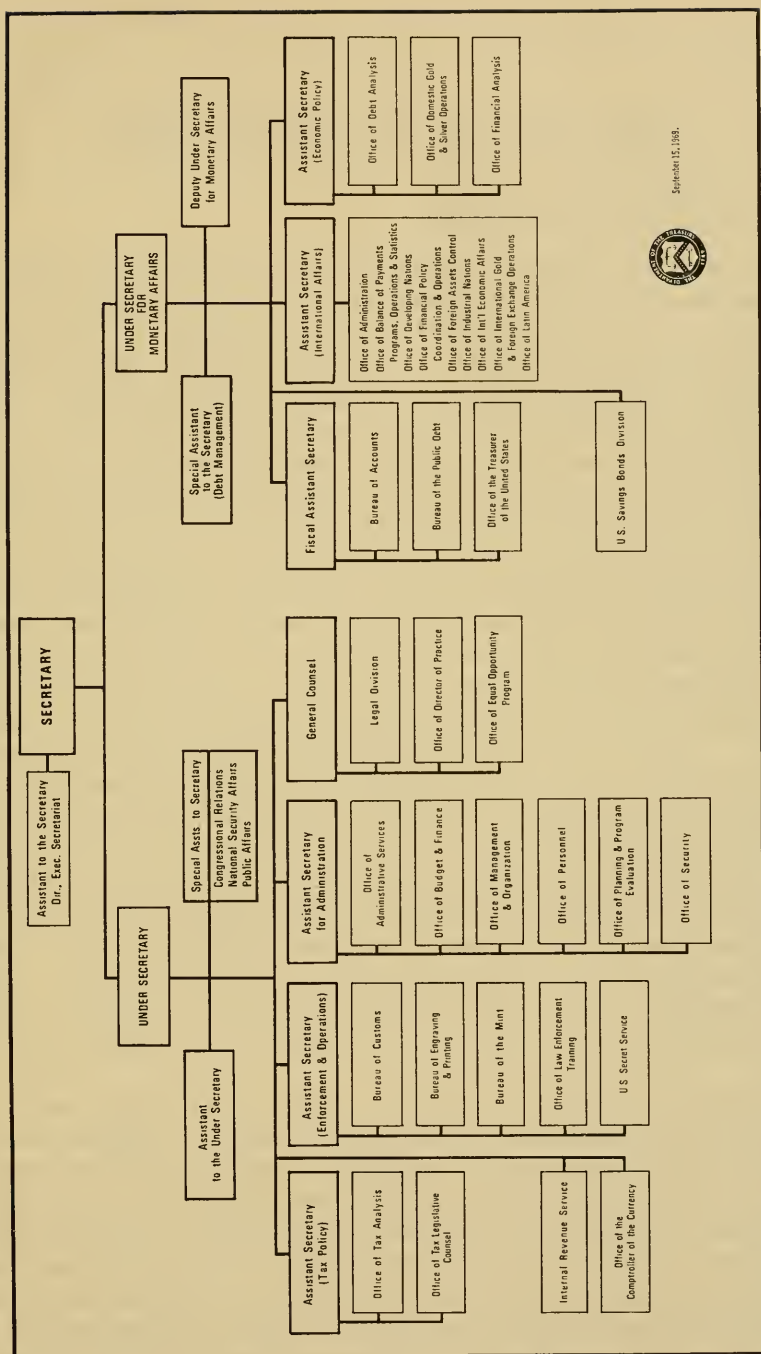 SECRETARY
Assistant to the Secretary
Dir., Exec. Secretariat
UNDER SECRETARY
Assistant
to the Under Secretary
Special Assts. to Secretary
Congressional Relations
National Security Affairs
Public Affairs
Assistant Secretary
(Tax Policy)
Office of Tax Analysis
Office of Tax Legislative
Counsel
Internal Revenue Service
Office of the
Comptroller of the Currency
Assistant Secretary
(Enforcement & Operations)
Bureau of Customs
Bureau of Engraving
& Printing
Bureau of the Mint
Office of Law Enforcement
Training
U.S. Secret Service
Assistant Secretary
for Administration
Office of
Administrative Services
Office of Budget & Finance
Office of Management
& Organization
Office of Personnel
Office of Planning & Program
Evaluation
Office of Security
General Counsel
Legal Division
Office of Director of Practice
Office of Equal Opportunity
Program
UNDER SECRETARY
FOR
MONETARY AFFAIRS
Special Assistant
to the Secretary
(Debt Management)
Deputy Under Secretary
for Monetary Affairs
Fiscal Assistant Secretary
Bureau of Accounts
Bureau of the Public Debt
Office of the Treasurer
of the United States
U.S. Savings Bonds Division
Assistant Secretary
(International Affairs)
Office of Administration
Office of Balance of Payments
Programs, Operations & Statistics
Office of Developing Nations
Office of Financial Policy
Coordination & Operations
Office of Foreign Assets Control
Office of Industrial Nations
Office of Int'l Economic Affairs
Office of International Gold
& Foreign Exchange Operations
Office of Latin America
Assistant Secretary
(Economic Policy)
Office of Debt Analysis
Office of Domestic Gold
& Silver Operations
Office of Financial Analysis
THE DEPARTMENT OF THE TREASURY
1789
September 15, 1969.